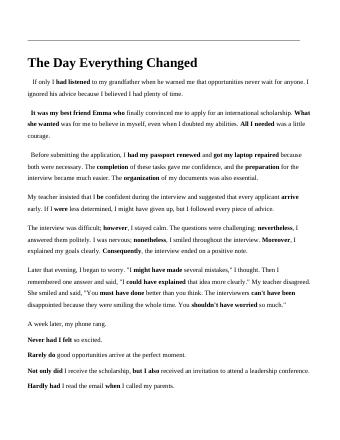 The Day Everything Changed
If only I had listened to my grandfather when he warned me that opportunities never wait for anyone. I
ignored his advice because I believed I had plenty of time.
It was my best friend Emma who finally convinced me to apply for an international scholarship. What
she wanted was for me to believe in myself, even when I doubted my abilities. All I needed was a little
courage.
Before submitting the application, I had my passport renewed and got my laptop repaired because
both were necessary. The completion of these tasks gave me confidence, and the preparation for the
interview became much easier. The organization of my documents was also essential.
My teacher insisted that I be confident during the interview and suggested that every applicant arrive
early. If I were less determined, I might have given up, but I followed every piece of advice.
The interview was difficult; however, I stayed calm. The questions were challenging; nevertheless, I
answered them politely. I was nervous; nonetheless, I smiled throughout the interview. Moreover, I
explained my goals clearly. Consequently, the interview ended on a positive note.
Later that evening, I began to worry. "I might have made several mistakes," I thought. Then I
remembered one answer and said, "I could have explained that idea more clearly." My teacher disagreed.
She smiled and said, "You must have done better than you think. The interviewers can't have been
disappointed because they were smiling the whole time. You shouldn't have worried so much."
A week later, my phone rang.
Never had I felt so excited.
Rarely do good opportunities arrive at the perfect moment.
Not only did I receive the scholarship, but I also received an invitation to attend a leadership conference.
Hardly had I read the email when I called my parents.